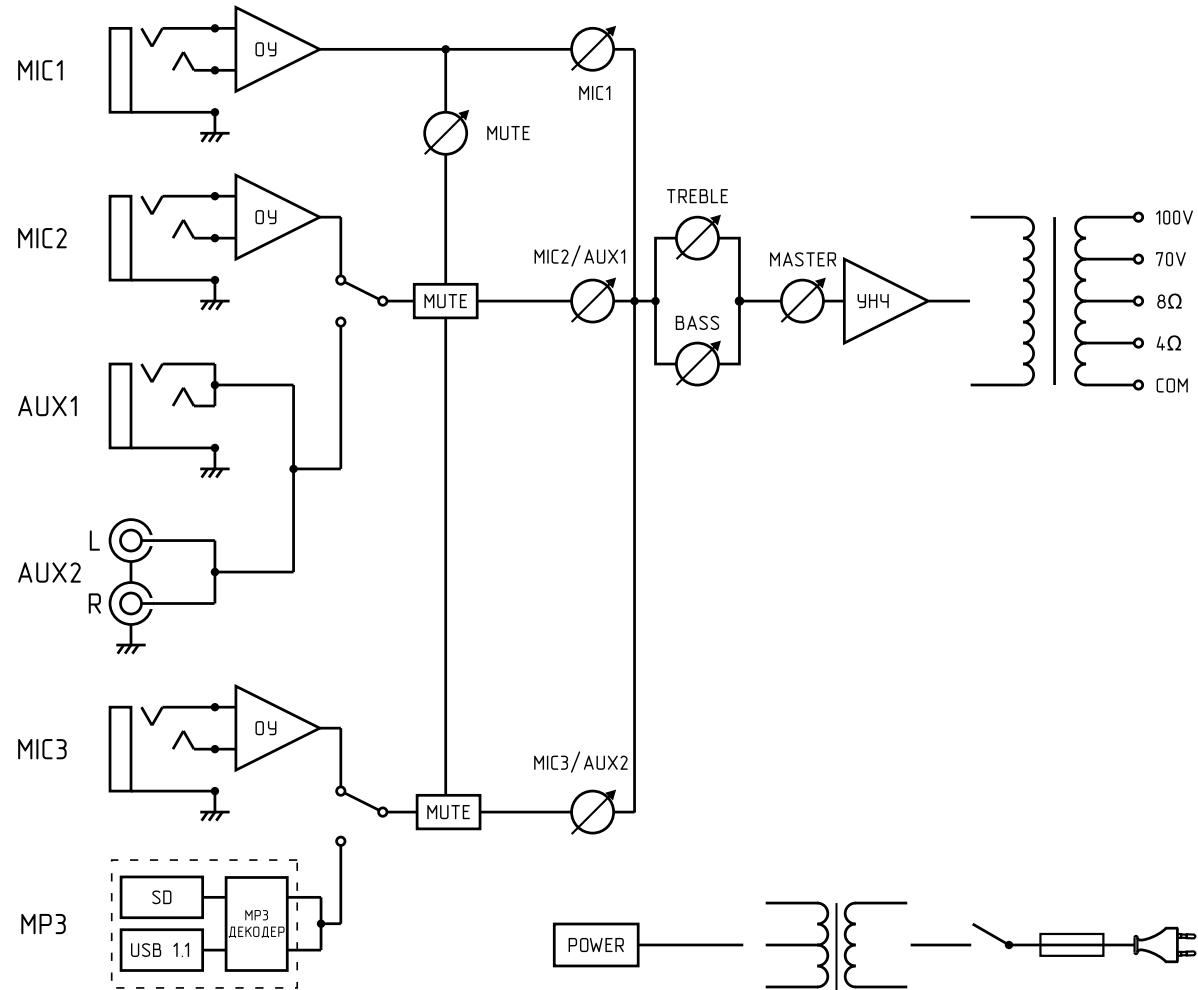 MIC1
ОУ
MIC1
MUTE
MIC2
ОУ
MUTE
MIC2/AUX1
TREBLE
BASS
MASTER
УНЧ
100V
70V
8Ω
4Ω
COM
AUX1
AUX2
L
R
MIC3
ОУ
MUTE
MIC3/AUX2
MP3
SD
USB 1.1
MP3
ДЕКОДЕР
POWER